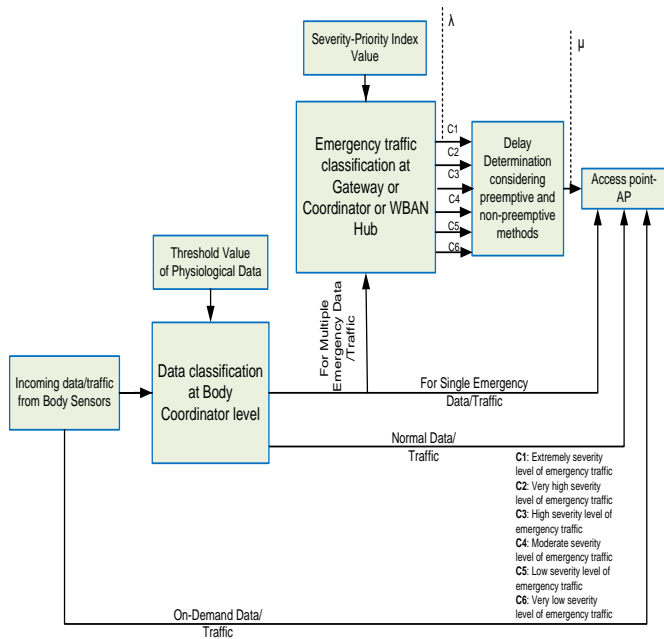 λ
μ
Severity-Priority Index
Value
Emergency traffic
classification at
Gateway or
Coordinator or WBAN
Hub
C1
C2
C3
C4
C5
C6
Delay
Determination
considering
preemptive and
non-preemptive
methods
Access point-
AP
Threshold Value
of Physiological Data
For Multiple
Emergency Data
/Traffic
Incoming data/traffic
from Body Sensors
Data classification
at Body
Coordinator level
For Single Emergency
Data/Traffic
Normal Data/
Traffic
C1: Extremely severity
level of emergency traffic
C2: Very high severity
level of emergency traffic
C3: High severity level of
emergency traffic
C4: Moderate severity
level of emergency traffic
C5: Low severity level of
emergency traffic
C6: Very low severity
level of emergency traffic
On-Demand Data/
Traffic